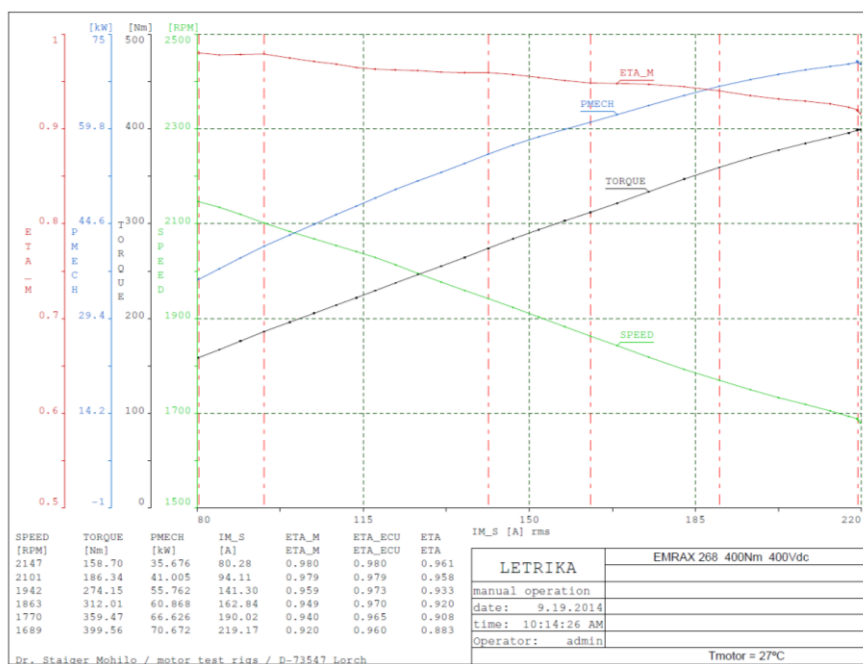 [kW] [Nm] [RPM]
1 75 500 2500
ETA_M
PMECH
0.9 59.8 400 2300
TORQUE
0.8 44.6 300 2100
ETA_M PMECH TORQUE SPEED
0.7 29.4 200 1900
SPEED
0.6 14.2 100 1700
0.5 -1 0 1500
80 115 150 185 220
IM_S [A] rms
SPEED TORQUE PMECH IM_S ETA_M ETA_ECU ETA
[RPM] [Nm] [kW] [A] ETA_M ETA_ECU ETA
2147 158.70 35.676 80.28 0.980 0.980 0.961
2101 186.34 41.005 94.11 0.979 0.979 0.958
1942 274.15 55.762 141.30 0.959 0.973 0.933
1863 312.01 60.868 162.84 0.949 0.970 0.920
1770 359.47 66.626 190.02 0.940 0.965 0.908
1689 399.56 70.672 219.17 0.920 0.960 0.883
LETRIKA
EMRAX 268 400Nm 400Vdc
manual operation
date: 9.19.2014
time: 10:14:26 AM
Operator: admin
Tmotor = 27ºC
Dr. Staiger Mohilo / motor test rigs / D-73547 Lorch